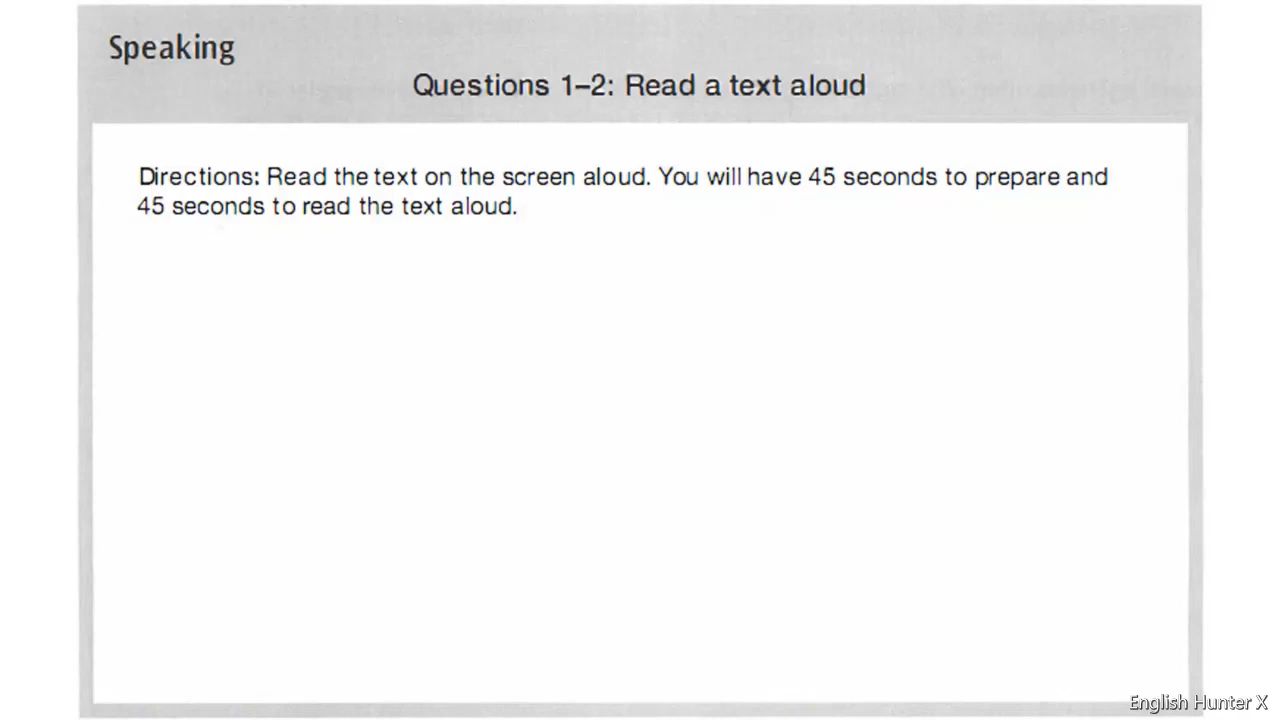 Speaking
Questions 1–2: Read a text aloud
Directions: Read the text on the screen aloud. You will have 45 seconds to prepare and
45 seconds to read the text aloud.
English Hunter X